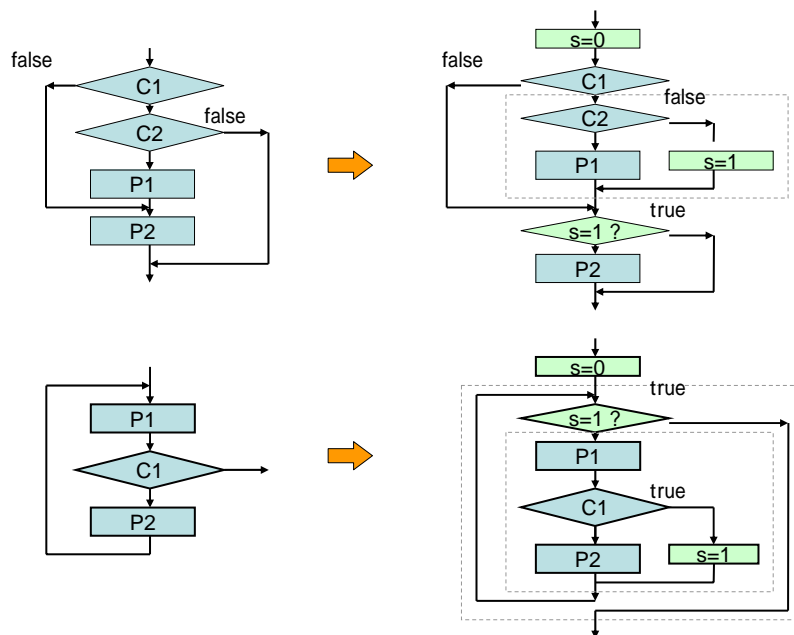 false
C1
C2
false
P1
P2
s=0
false
C1
false
C2
P1
s=1
true
s=1 ?
P2
P1
C1
P2
s=0
true
s=1 ?
P1
true
C1
P2
s=1